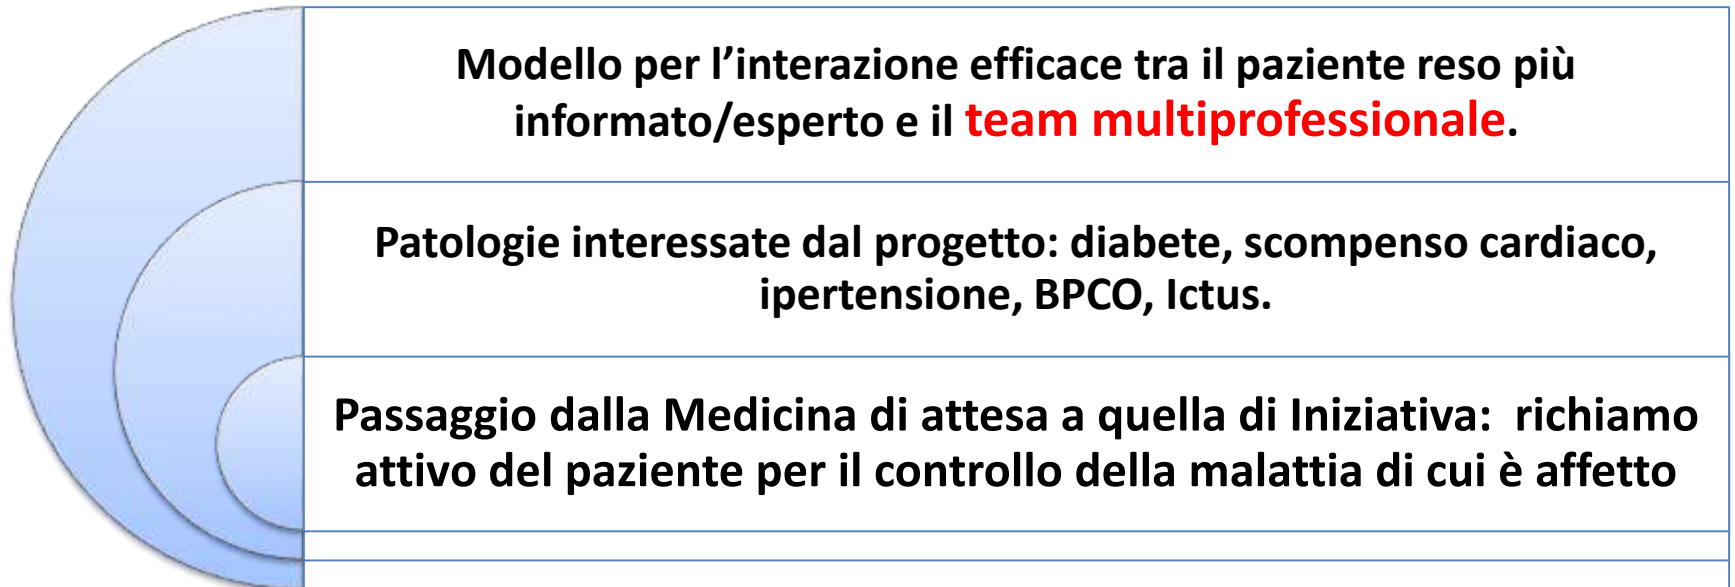 Modello per l’interazione efficace tra il paziente reso più
informato/esperto e il team multiprofessionale.
Patologie interessate dal progetto: diabete, scompenso cardiaco,
ipertensione, BPCO, Ictus.
Passaggio dalla Medicina di attesa a quella di Iniziativa:  richiamo
attivo del paziente per il controllo della malattia di cui è affetto